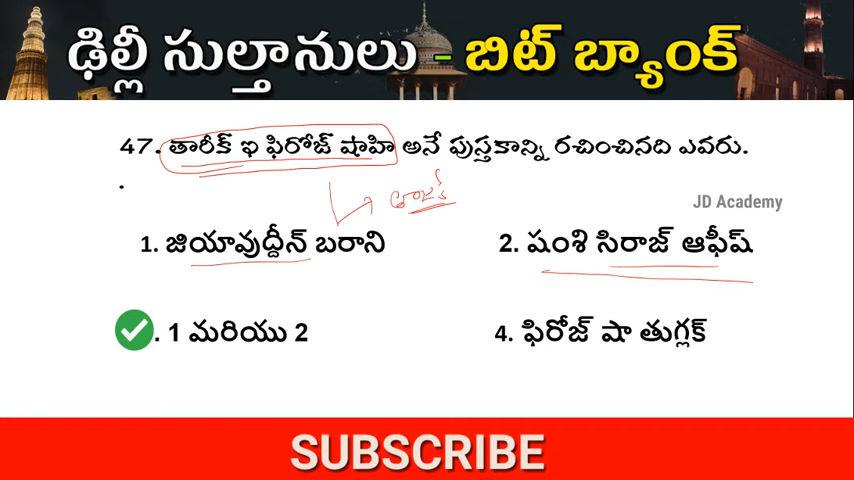 ఢిల్లీ సుల్తానులు - బిట్ బ్యాంక్
47. తారీక్ ఇ ఫిరోజ్ షాహి అనే పుస్తకాన్ని రచించినది ఎవరు.
.
JD Academy
1. జియావుద్దీన్ బరాని
2. షంశి సిరాజ్ ఆఫీష్
. 1 మరియు 2
4. ఫిరోజ్ షా తుగ్లక్
SUBSCRIBE